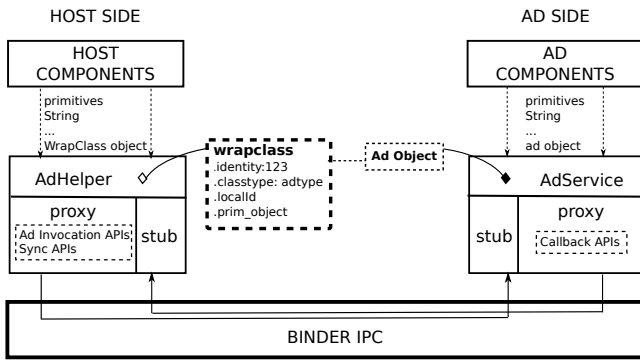 HOST SIDE
AD SIDE
HOST
COMPONENTS
AD
COMPONENTS
primitives
String
...
WrapClass object
primitives
String
...
ad object
wrapclass
.identity:123
.classtype: adtype
.localId
.prim_object
Ad Object
AdHelper
AdService
proxy
Ad Invocation APIs
Sync APIs
stub
stub
proxy
Callback APIs
BINDER IPC